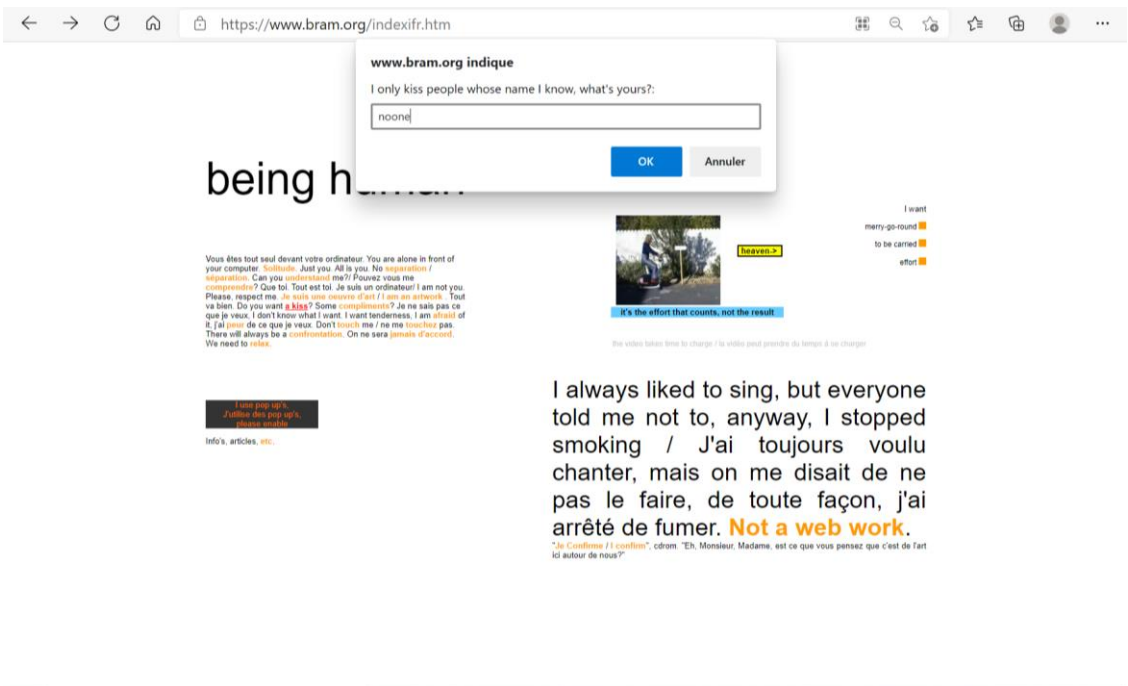 https://www.bram.org/indexifr.htm
www.bram.org indique
I only kiss people whose name I know, what's yours?:
noone
OK Annuler
being h
Vous êtes tout seul devant votre ordinateur. You are alone in front of
your computer. Solitude. Just you. All is you. No separation /
séparation. Can you understand me?/ Pouvez vous me
comprendre? Que toi. Tout est toi. Je suis un ordinateur/ I am not you.
Please, respect me. Je suis une oeuvre d'art / I am an artwork . Tout
va bien. Do you want a kiss? Some compliments? Je ne sais pas ce
que je veux, I don't know what I want. I want tenderness, I am afraid of
it, j'ai peur de ce que je veux. Don't touch me / ne me touchez pas.
There will always be a confrontation. On ne sera jamais d'accord.
We need to relax.
I use pop up's,
J'utilise des pop up's,
please enable
Info's, articles, etc.
I want
merry-go-round
to be carried
effort
heaven.>
it's the effort that counts, not the result
the video takes time to charge / la vidéo peut prendre du temps à se charger
I always liked to sing, but everyone
told me not to, anyway, I stopped
smoking / J'ai toujours voulu
chanter, mais on me disait de ne
pas le faire, de toute façon, j'ai
arrêté de fumer. Not a web work.
"Je Confirme / I confirm", cdrom. "Eh, Monsieur, Madame, est ce que vous pensez que c'est de l'art
ici autour de nous?"